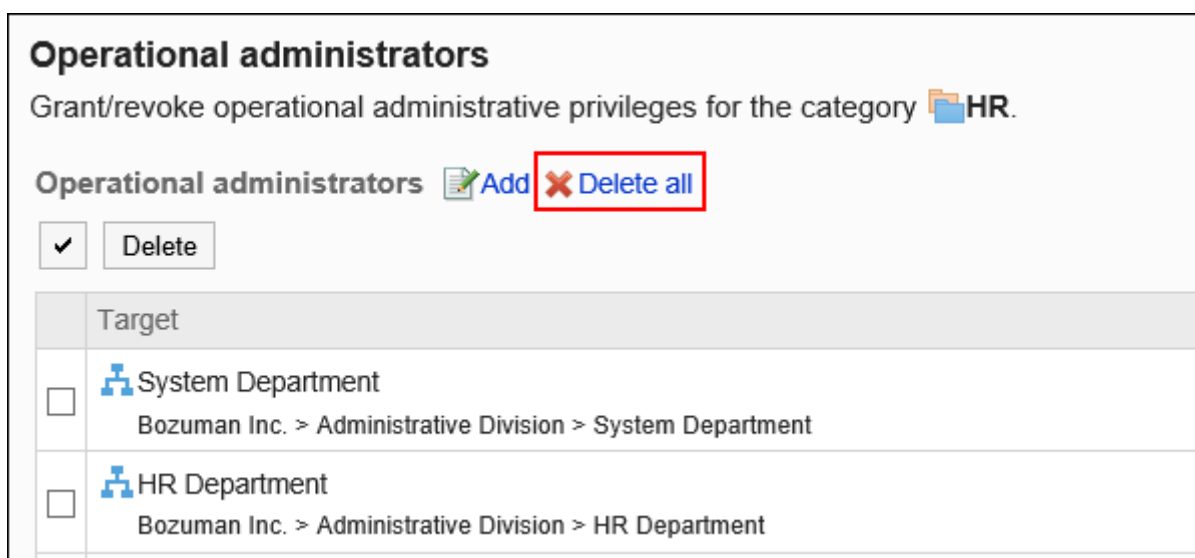 Operational administrators
Grant/revoke operational administrative privileges for the category HR.
Operational administrators Add Delete all
Delete
Target
System Department
Bozuman Inc. > Administrative Division > System Department
HR Department
Bozuman Inc. > Administrative Division > HR Department